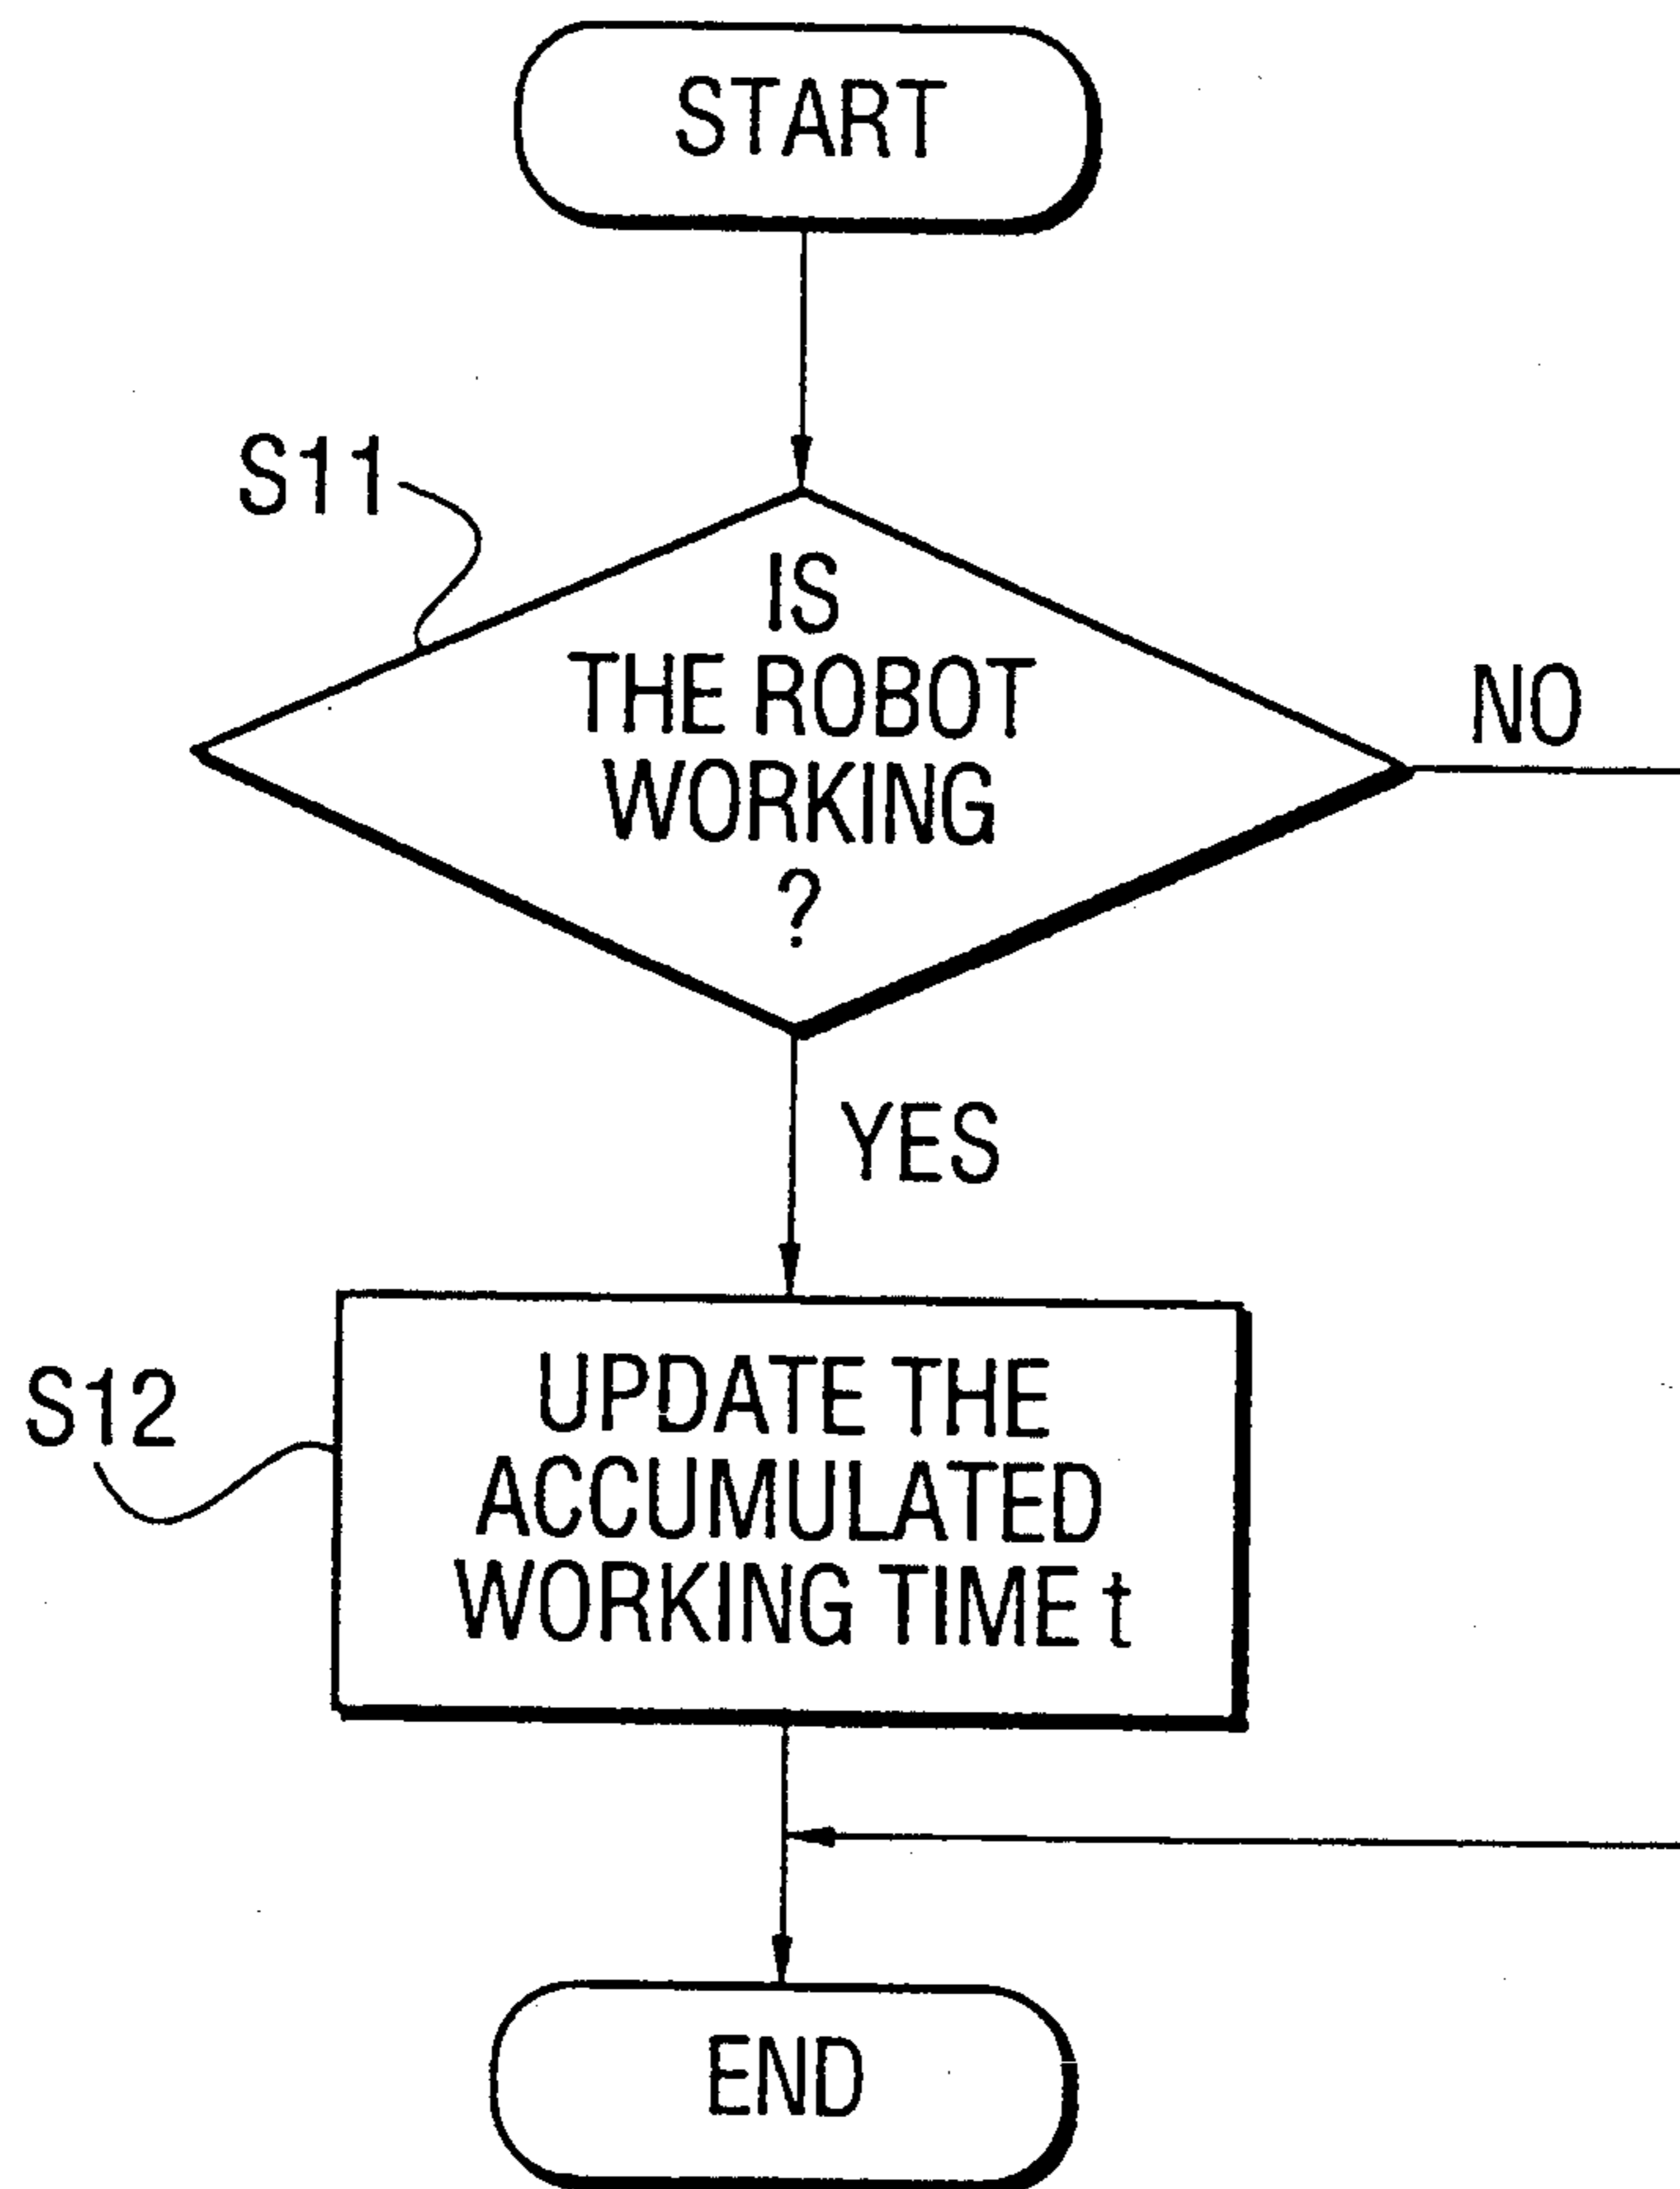 START
S11
IS
THE ROBOT
WORKING
?
NO
YES
S12
UPDATE THE
ACCUMULATED
WORKING TIME t
END